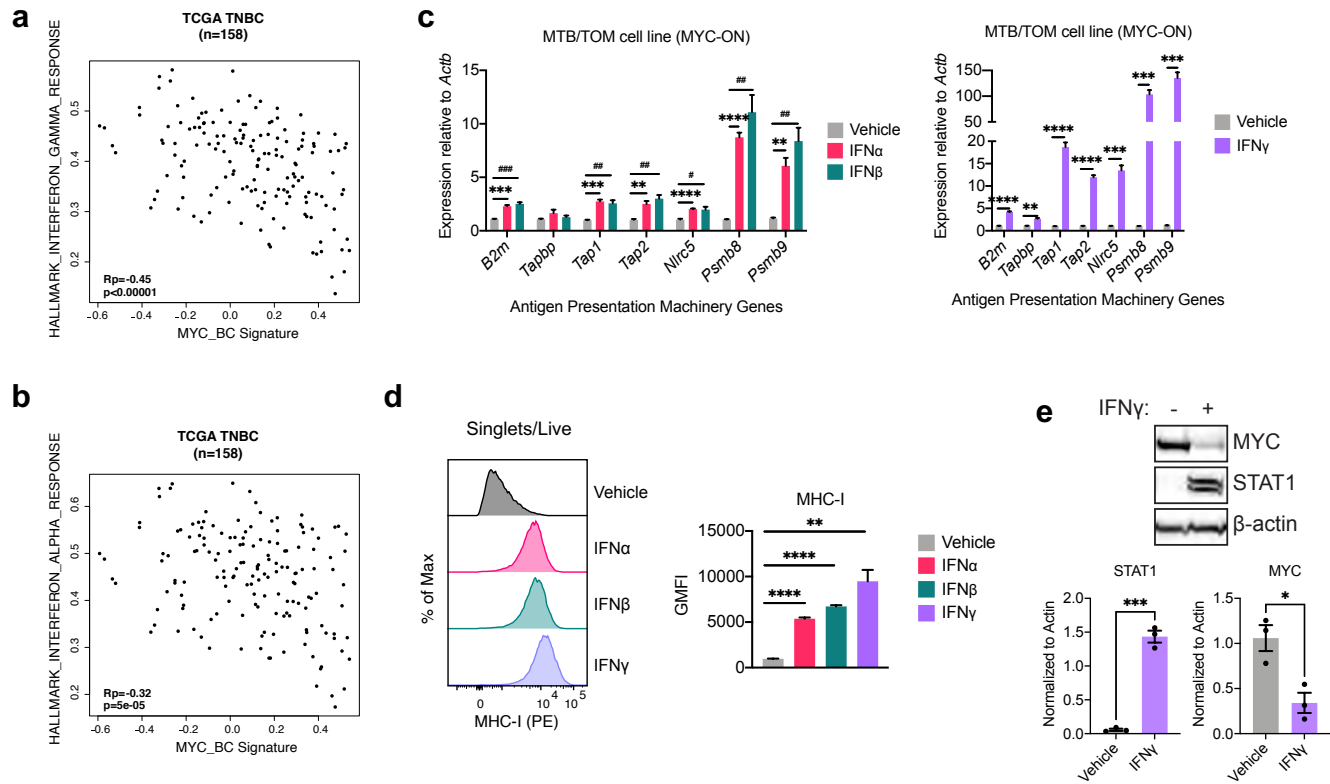 a
TCGA TNBC
(n=158)
HALLMARK_INTERFERON_GAMMA_RESPONSE
0.5
0.4
0.3
0.2
Rp=-0.45
p<0.00001
-0.6 -0.4 -0.2 0.0 0.2 0.4
MYC_BC Signature
b
TCGA TNBC
(n=158)
HALLMARK_INTERFERON_ALPHA_RESPONSE
0.6
0.5
0.4
0.3
0.2
Rp=-0.32
p=5e-05
-0.6 -0.4 -0.2 0.0 0.2 0.4
MYC_BC Signature
c
MTB/TOM cell line (MYC-ON)
Expression relative to Actb
15
10
5
0
### ## ## # ## ##
*** *** ** **** **** **
B2m Tapbp Tap1 Tap2 Nlrc5 Psmb8 Psmb9
Antigen Presentation Machinery Genes
Vehicle
IFNα
IFNβ
MTB/TOM cell line (MYC-ON)
Expression relative to Actb
150
100
50
20
15
10
5
0
**** ** **** **** *** *** ***
B2m Tapbp Tap1 Tap2 Nlrc5 Psmb8 Psmb9
Antigen Presentation Machinery Genes
Vehicle
IFNγ
d
Singlets/Live
% of Max
Vehicle
IFNα
IFNβ
IFNγ
0 10 4 10 5
MHC-I (PE)
MHC-I
GMFI
15000
10000
5000
0
**
****
****
Vehicle
IFNα
IFNβ
IFNγ
e
IFNγ: - +
MYC
STAT1
β-actin
STAT1
Normalized to Actin
2.0
1.5
1.0
0.5
0.0
***
Vehicle IFNγ
MYC
Normalized to Actin
1.5
1.0
0.5
0.0
*
Vehicle IFNγ